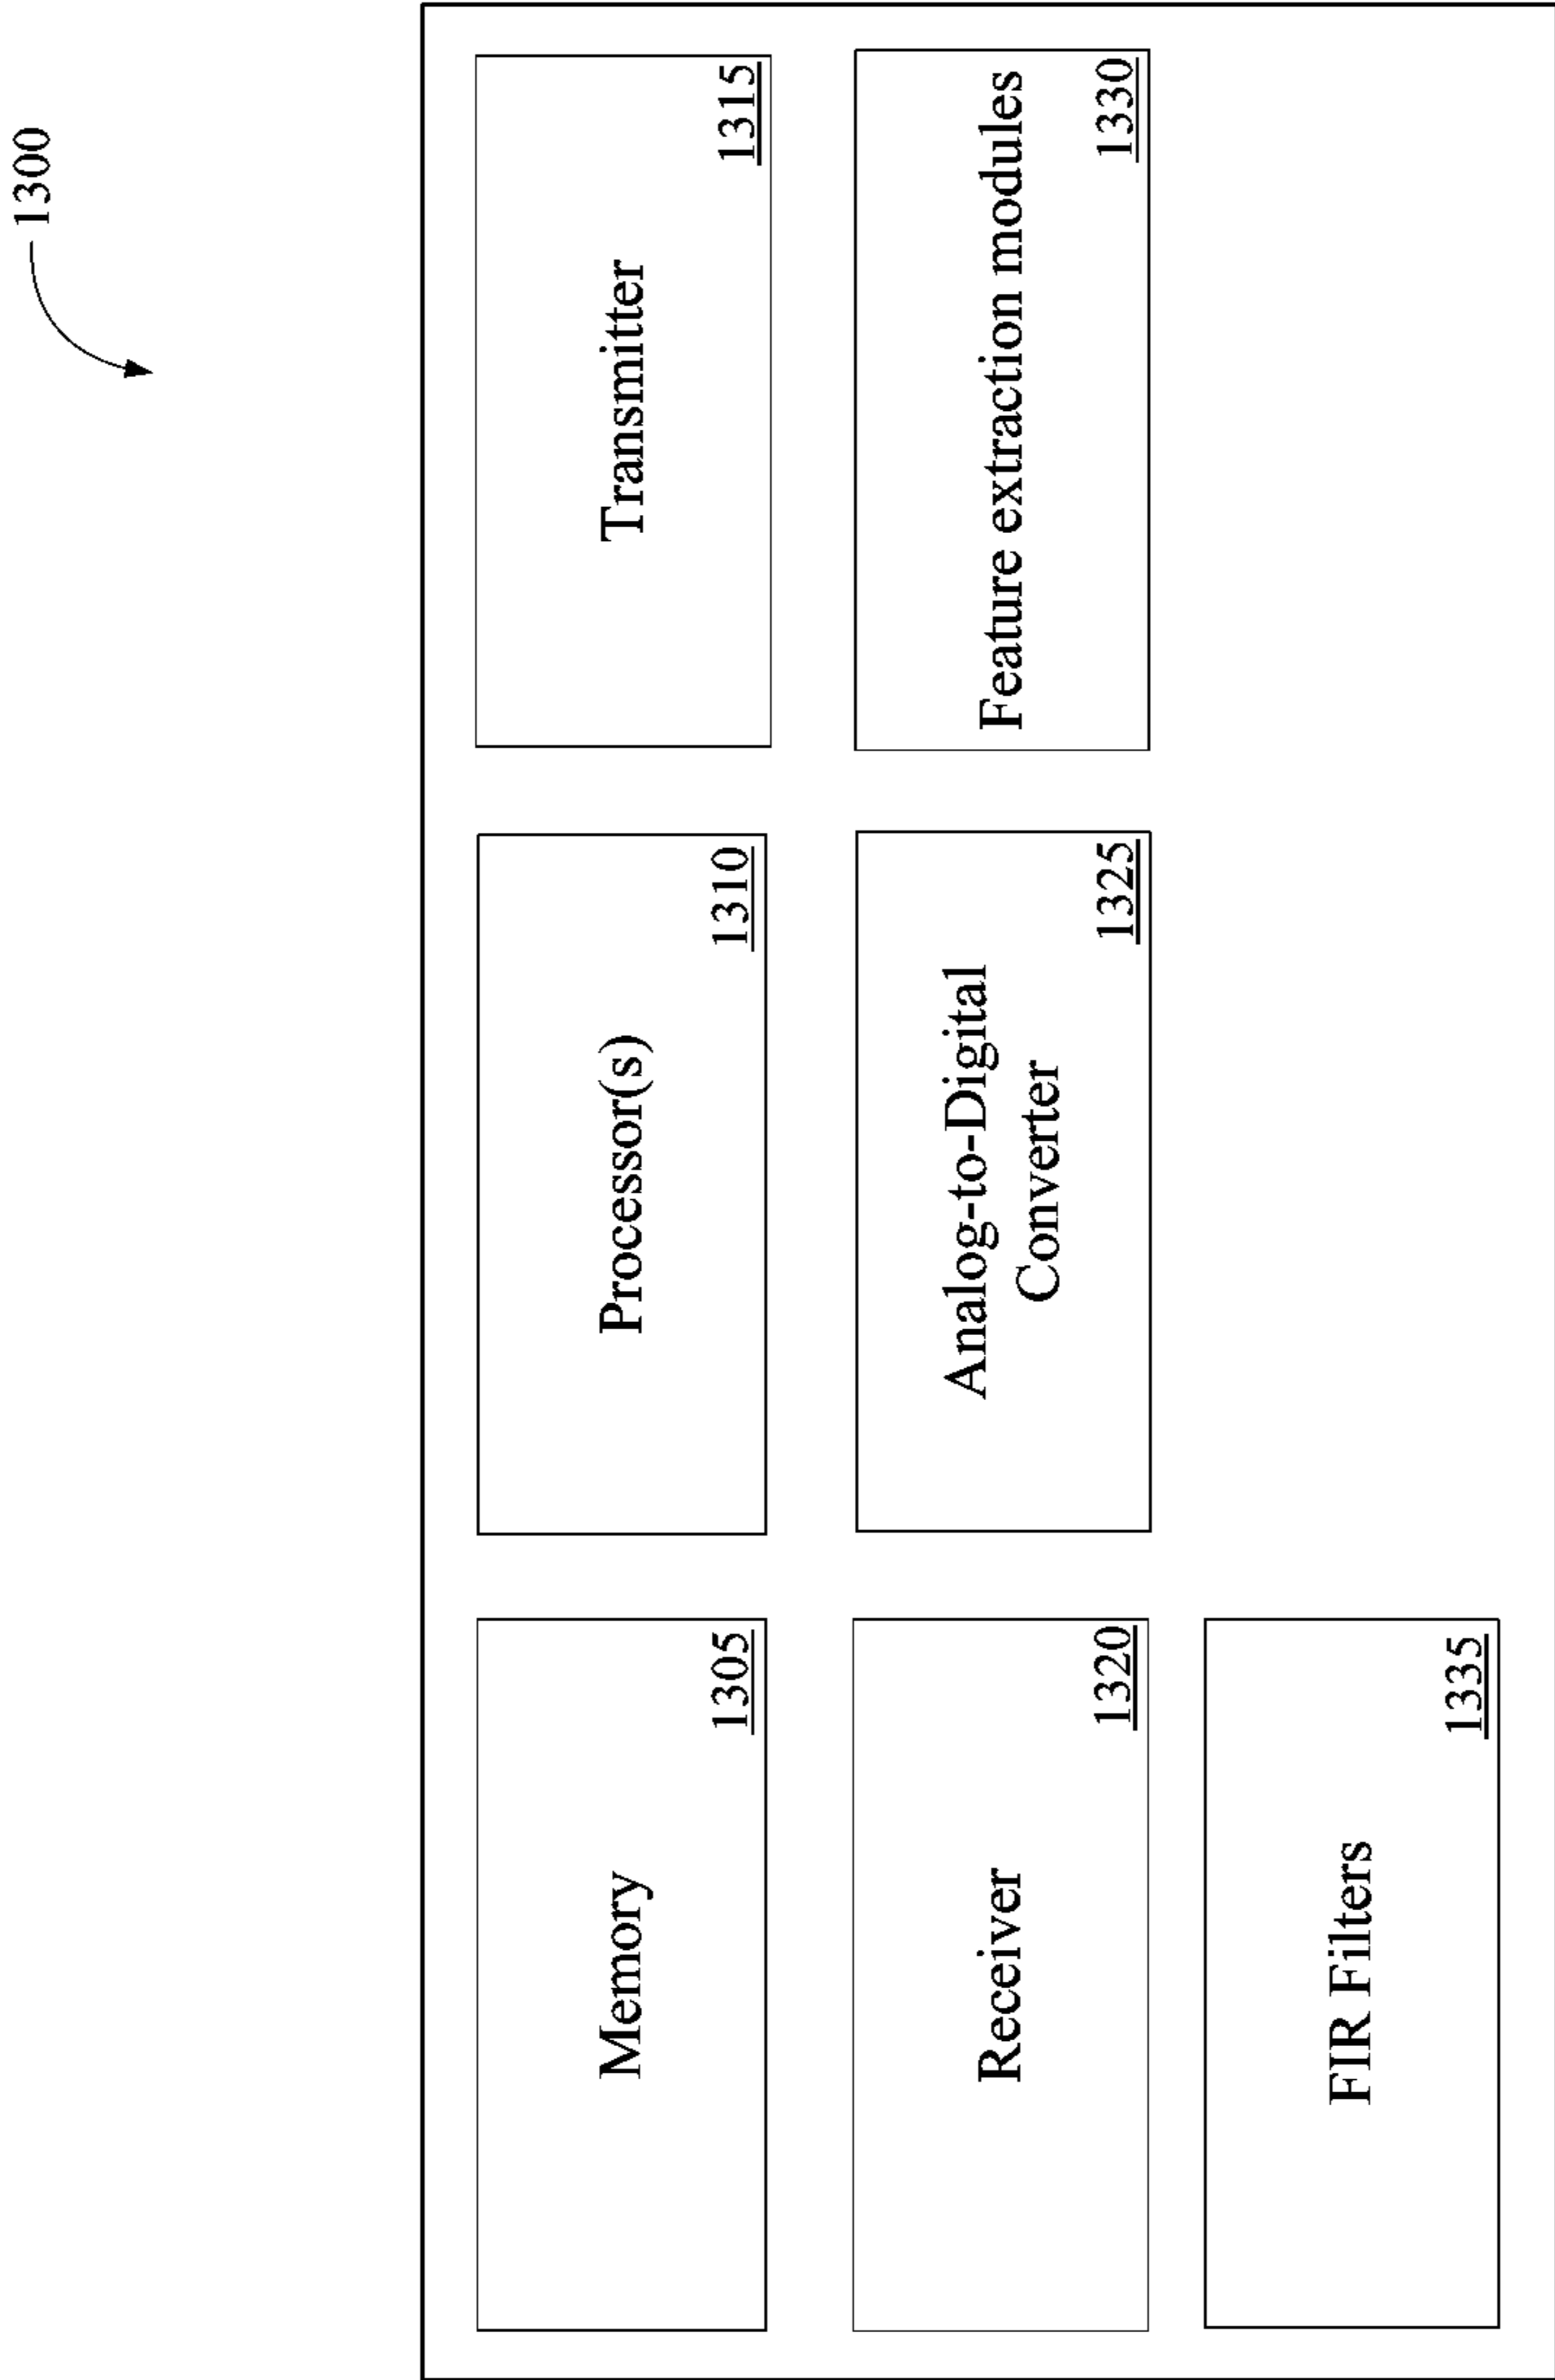 1300
Memory
1305
Processor(s)
1310
Transmitter
1315
Receiver
1320
Analog-to-Digital
Converter
1325
Feature extraction modules
1330
FIR Filters
1335